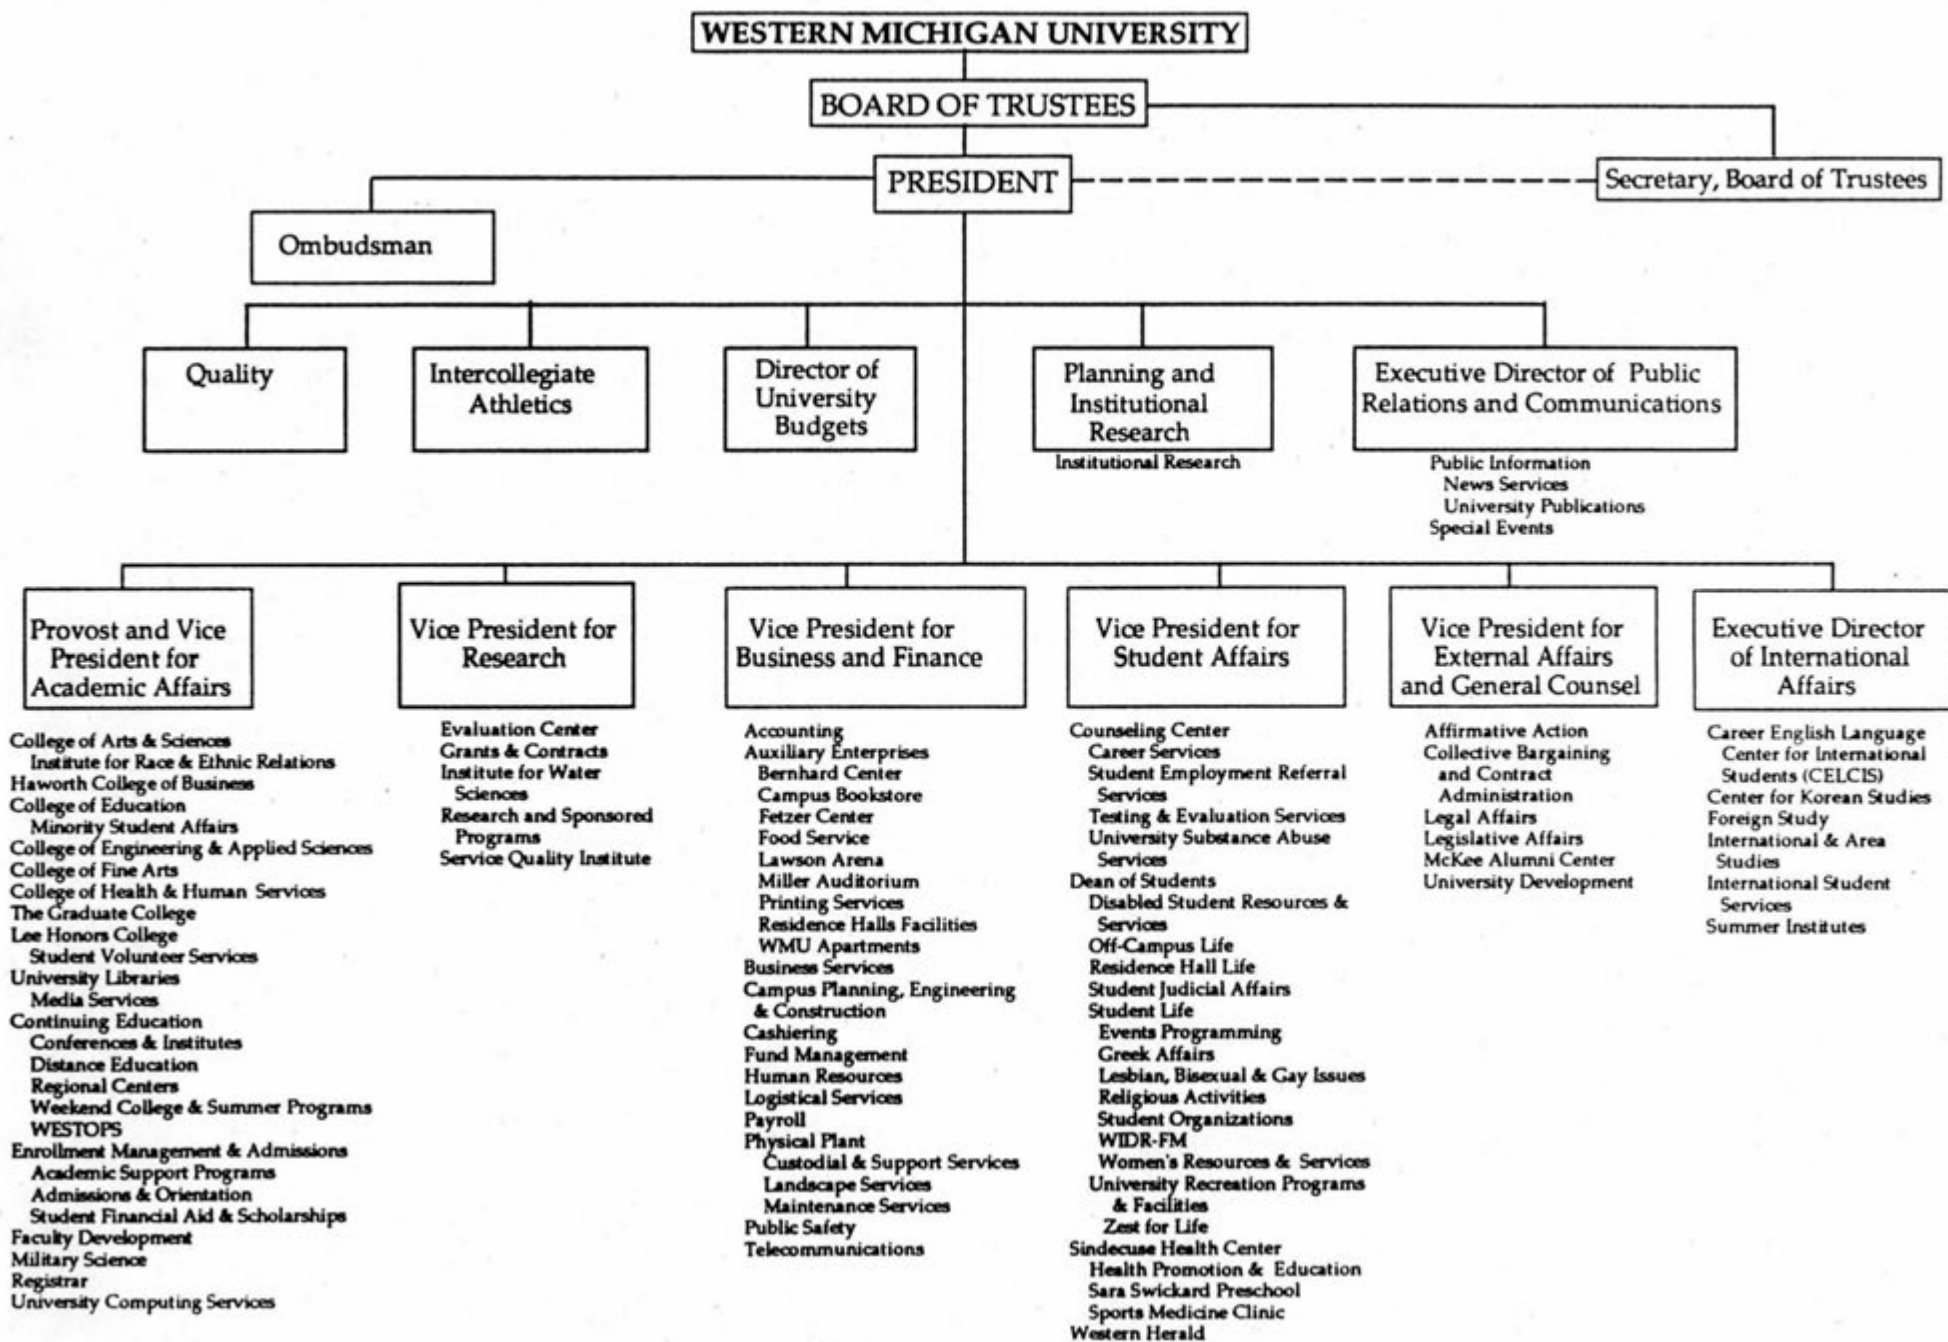 WESTERN MICHIGAN UNIVERSITY
BOARD OF TRUSTEES
PRESIDENT
Secretary, Board of Trustees
Ombudsman
Quality
Intercollegiate
Athletics
Director of
University
Budgets
Planning and
Institutional
Research
Institutional Research
Executive Director of Public
Relations and Communications
Public Information
News Services
University Publications
Special Events
Provost and Vice
President for
Academic Affairs
College of Arts & Sciences
Institute for Race & Ethnic Relations
Haworth College of Business
College of Education
Minority Student Affairs
College of Engineering & Applied Sciences
College of Fine Arts
College of Health & Human Services
The Graduate College
Lee Honors College
Student Volunteer Services
University Libraries
Media Services
Continuing Education
Conferences & Institutes
Distance Education
Regional Centers
Weekend College & Summer Programs
WESTOPS
Enrollment Management & Admissions
Academic Support Programs
Admissions & Orientation
Student Financial Aid & Scholarships
Faculty Development
Military Science
Registrar
University Computing Services
Vice President for
Research
Evaluation Center
Grants & Contracts
Institute for Water
Sciences
Research and Sponsored
Programs
Service Quality Institute
Vice President for
Business and Finance
Accounting
Auxiliary Enterprises
Bernhard Center
Campus Bookstore
Fetzer Center
Food Service
Lawson Arena
Miller Auditorium
Printing Services
Residence Halls Facilities
WMU Apartments
Business Services
Campus Planning, Engineering
& Construction
Cashiering
Fund Management
Human Resources
Logistical Services
Payroll
Physical Plant
Custodial & Support Services
Landscape Services
Maintenance Services
Public Safety
Telecommunications
Vice President for
Student Affairs
Counseling Center
Career Services
Student Employment Referral
Services
Testing & Evaluation Services
University Substance Abuse
Services
Dean of Students
Disabled Student Resources &
Services
Off-Campus Life
Residence Hall Life
Student Judicial Affairs
Student Life
Events Programming
Greek Affairs
Lesbian, Bisexual & Gay Issues
Religious Activities
Student Organizations
WIDR-FM
Women's Resources & Services
University Recreation Programs
& Facilities
Zest for Life
Sindecuse Health Center
Health Promotion & Education
Sara Swickard Preschool
Sports Medicine Clinic
Western Herald
Vice President for
External Affairs
and General Counsel
Affirmative Action
Collective Bargaining
and Contract
Administration
Legal Affairs
Legislative Affairs
McKee Alumni Center
University Development
Executive Director
of International
Affairs
Career English Language
Center for International
Students (CELCIS)
Center for Korean Studies
Foreign Study
International & Area
Studies
International Student
Services
Summer Institutes